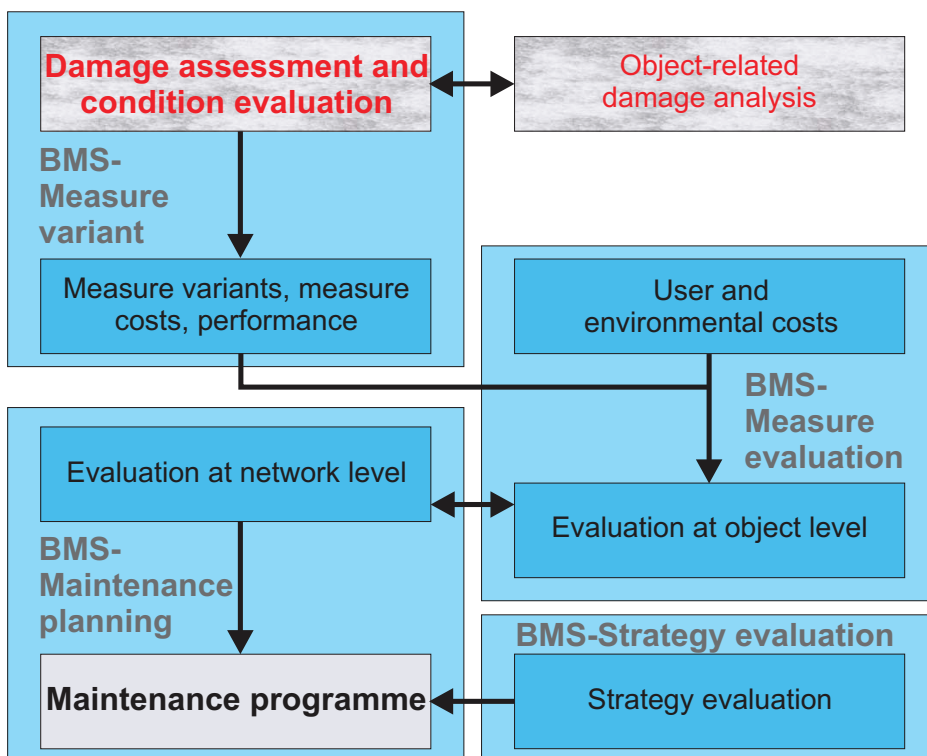 Damage assessment and
condition evaluation
Object-related
damage analysis
BMS-
Measure
variant
Measure variants, measure
costs, performance
User and
environmental costs
BMS-
Measure
evaluation
Evaluation at network level
Evaluation at object level
BMS-
Maintenance
planning
BMS-Strategy evaluation
Maintenance programme
Strategy evaluation